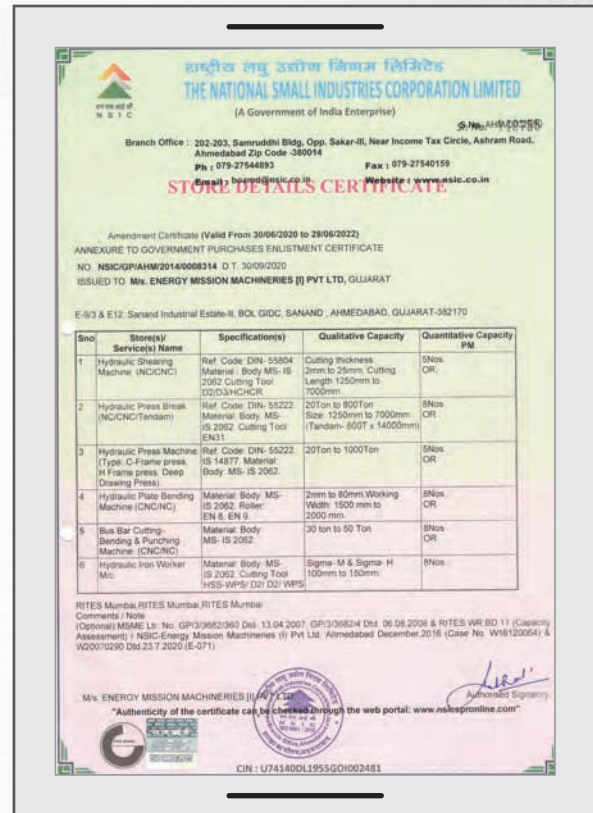 राष्ट्रीय लघु उद्योग निगम लिमिटेड
THE NATIONAL SMALL INDUSTRIES CORPORATION LIMITED
एन एस आई सी
N S I C
(A Government of India Enterprise)
S.No.
Branch Office : 202-203, Samruddhi Bldg, Opp. Sakar-III, Near Income Tax Circle, Ashram Road,
Ahmedabad Zip Code -380014
Ph : 079-27544893 Fax : 079-27540159
Email : boamd@nsic.co.in Website : www.nsic.co.in
STORE DETAILS CERTIFICATE
Amendment Certificate (Valid From 30/06/2020 to 29/06/2022)
ANNEXURE TO GOVERNMENT PURCHASES ENLISTMENT CERTIFICATE
NO NSIC/GP/AHM/2014/0008314 D.T. 30/09/2020
ISSUED TO M/s. ENERGY MISSION MACHINERIES [I] PVT LTD, GUJARAT
E-9/3 & E12. Sanand Industrial Estate-II, BOL GIDC, SANAND , AHMEDABAD, GUJARAT-382170
Sno Store(s)/ Service(s) Name Specification(s) Qualitative Capacity Quantitative Capacity PM
1 Hydraulic Shearing Machine (NC/CNC) Ref. Code: DIN- 55804 Material : Body MS- IS 2062 Cutting Tool: D2/D3/HCHCR. Cutting thickness 2mm to 25mm. Cutting Length 1250mm to 7000mm. 5Nos OR
2 Hydraulic Press Break (NC/CNC/Tendam) Ref. Code: DIN- 55222. Material: Body: MS- IS 2062. Cutting Tool: EN31. 20Ton to 800Ton Size: 1250mm to 7000mm (Tandam- 800T x 14000mm) 8Nos OR
3 Hydraulic Press Machine (Type: C-Frame press, H Frame press, Deep Drawing Press) Ref. Code: DIN- 55222. IS 14877. Material: Body: MS- IS 2062. 20Ton to 1000Ton 5Nos OR
4 Hydraulic Plate Bending Machine (NC/NC) Material: Body: MS- IS 2062. Roller: EN 8, EN 9. 2mm to 80mm.Working Width: 1500 mm to 2000 mm. 8Nos OR
5 Bus Bar Cutting- Bending & Punching Machine (CNC/NC) Material: Body: MS- IS 2062 30 ton to 50 Ton 8Nos OR
6 Hydraulic Iron Worker M/c. Material: Body: MS- IS 2062. Cutting Tool HSS-WPS/ D2/ D2/ WPS Sigma- M & Sigma- H 100mm to 150mm. 8Nos
RITES Mumbai,RITES Mumbai,RITES Mumbai
Comments / Note
(Optional):MSME Ltr. No. GP/3/3682/360 Dtd. 13.04.2007. GP/3/3682/4 Dtd. 06.08.2008 & RITES WR BD 17 (Capacity
Assessment) / NSIC-Energy Mission Machineries (I) Pvt Ltd. Ahmedabad December,2016 (Case No. W18120064) &
W20070290 Dtd.23.7.2020.(E-071)
M/s. ENERGY MISSION MACHINERIES [I] PVT LTD Authorised Signatory
"Authenticity of the certificate can be checked through the web portal: www.nsicspronline.com"
CIN : U74140DL1955GOI002481